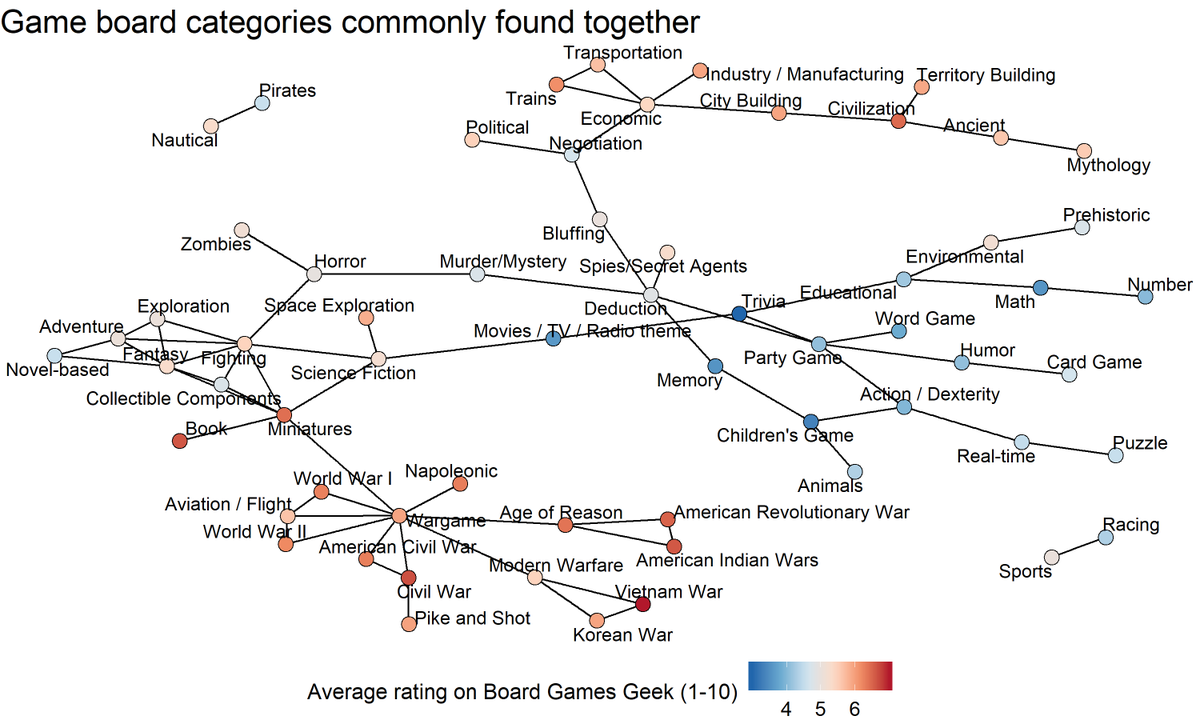 Game board categories commonly found together
Transportation
Industry / Manufacturing
Territory Building
Pirates
Trains
City Building
Civilization
Economic
Political
Ancient
Nautical
Negotiation
Mythology
Prehistoric
Bluffing
Zombies
Environmental
Horror
Murder/Mystery
Spies/Secret Agents
Number
Educational
Math
Trivia
Exploration
Space Exploration
Deduction
Word Game
Adventure
Movies / TV / Radio theme
Humor
Fantasy
Fighting
Party Game
Card Game
Novel-based
Science Fiction
Memory
Action / Dexterity
Collectible Components
Book
Miniatures
Children's Game
Puzzle
Real-time
Napoleonic
World War I
Animals
Aviation / Flight
Age of Reason
American Revolutionary War
Wargame
Racing
World War II
American Civil War
American Indian Wars
Modern Warfare
Sports
Civil War
Vietnam War
Pike and Shot
Korean War
Average rating on Board Games Geek (1-10)
4 5 6